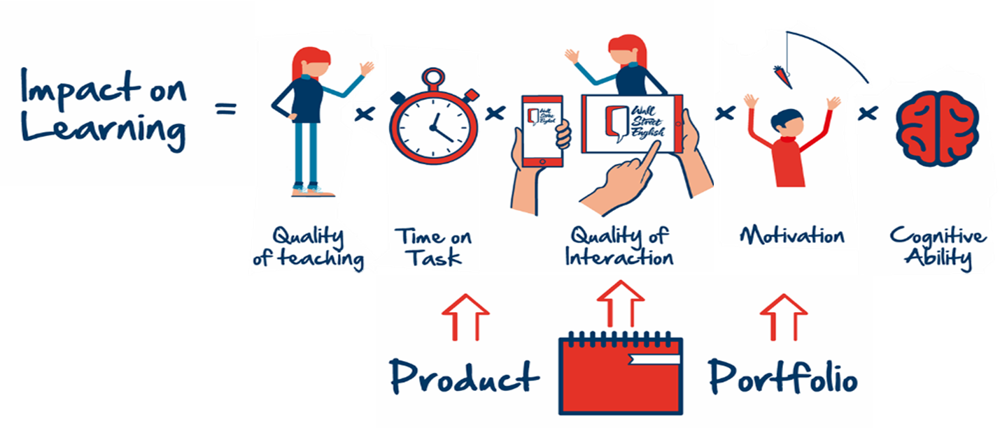 Impact on
Learning
=
x
x
x
x
Wall
Street
English
Wall
Street
English
Quality
of teaching
Time on
Task
Quality of
Interaction
Motivation
Cognitive
Ability
Product
Portfolio